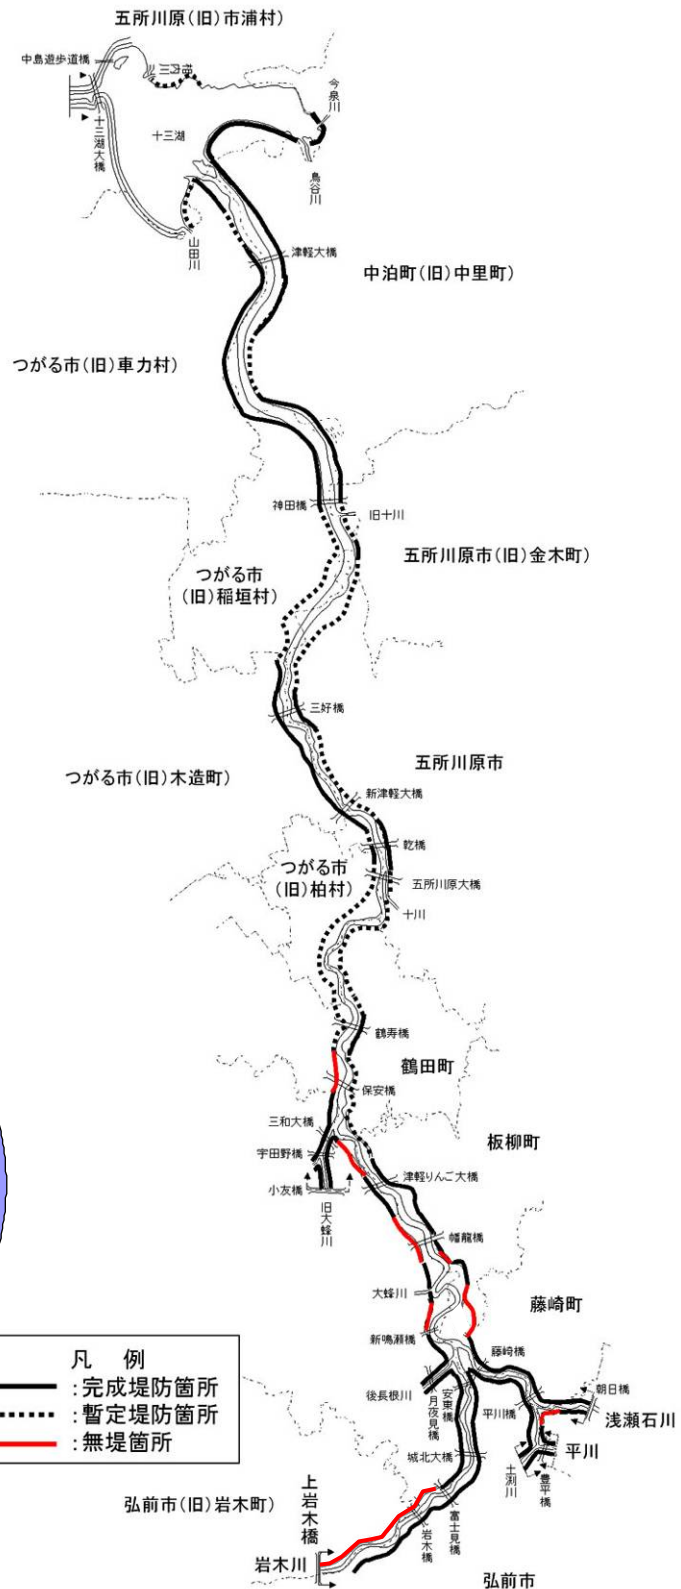 五所川原(旧)市浦村)
中島遊歩道橋
今泉川
十三湖
十三湖大橋
鳥谷川
山田川
津軽大橋
中泊町(旧)中里町)
つがる市(旧)車力村)
神田橋
旧十川
五所川原市(旧)金木町)
つがる市
(旧)稲垣村)
三好橋
五所川原市
つがる市(旧)木造町)
新津軽大橋
乾橋
つがる市
(旧)柏村)
五所川原大橋
十川
鶴寿橋
鶴田町
保安橋
三和大橋
板柳町
宇田野橋
津軽りんご大橋
小友橋
旧大蜂川
幡龍橋
大蜂川
藤崎町
新鳴瀬橋
藤崎橋
凡 例
:完成堤防箇所
:暫定堤防箇所
:無堤箇所
後長根川
月夜見橋
安東橋
平川橋
朝日橋
浅瀬石川
平川
城北大橋
土渕川
豊平橋
弘前市(旧)岩木町)
上岩木橋
富士見橋
岩木橋
岩木川
弘前市